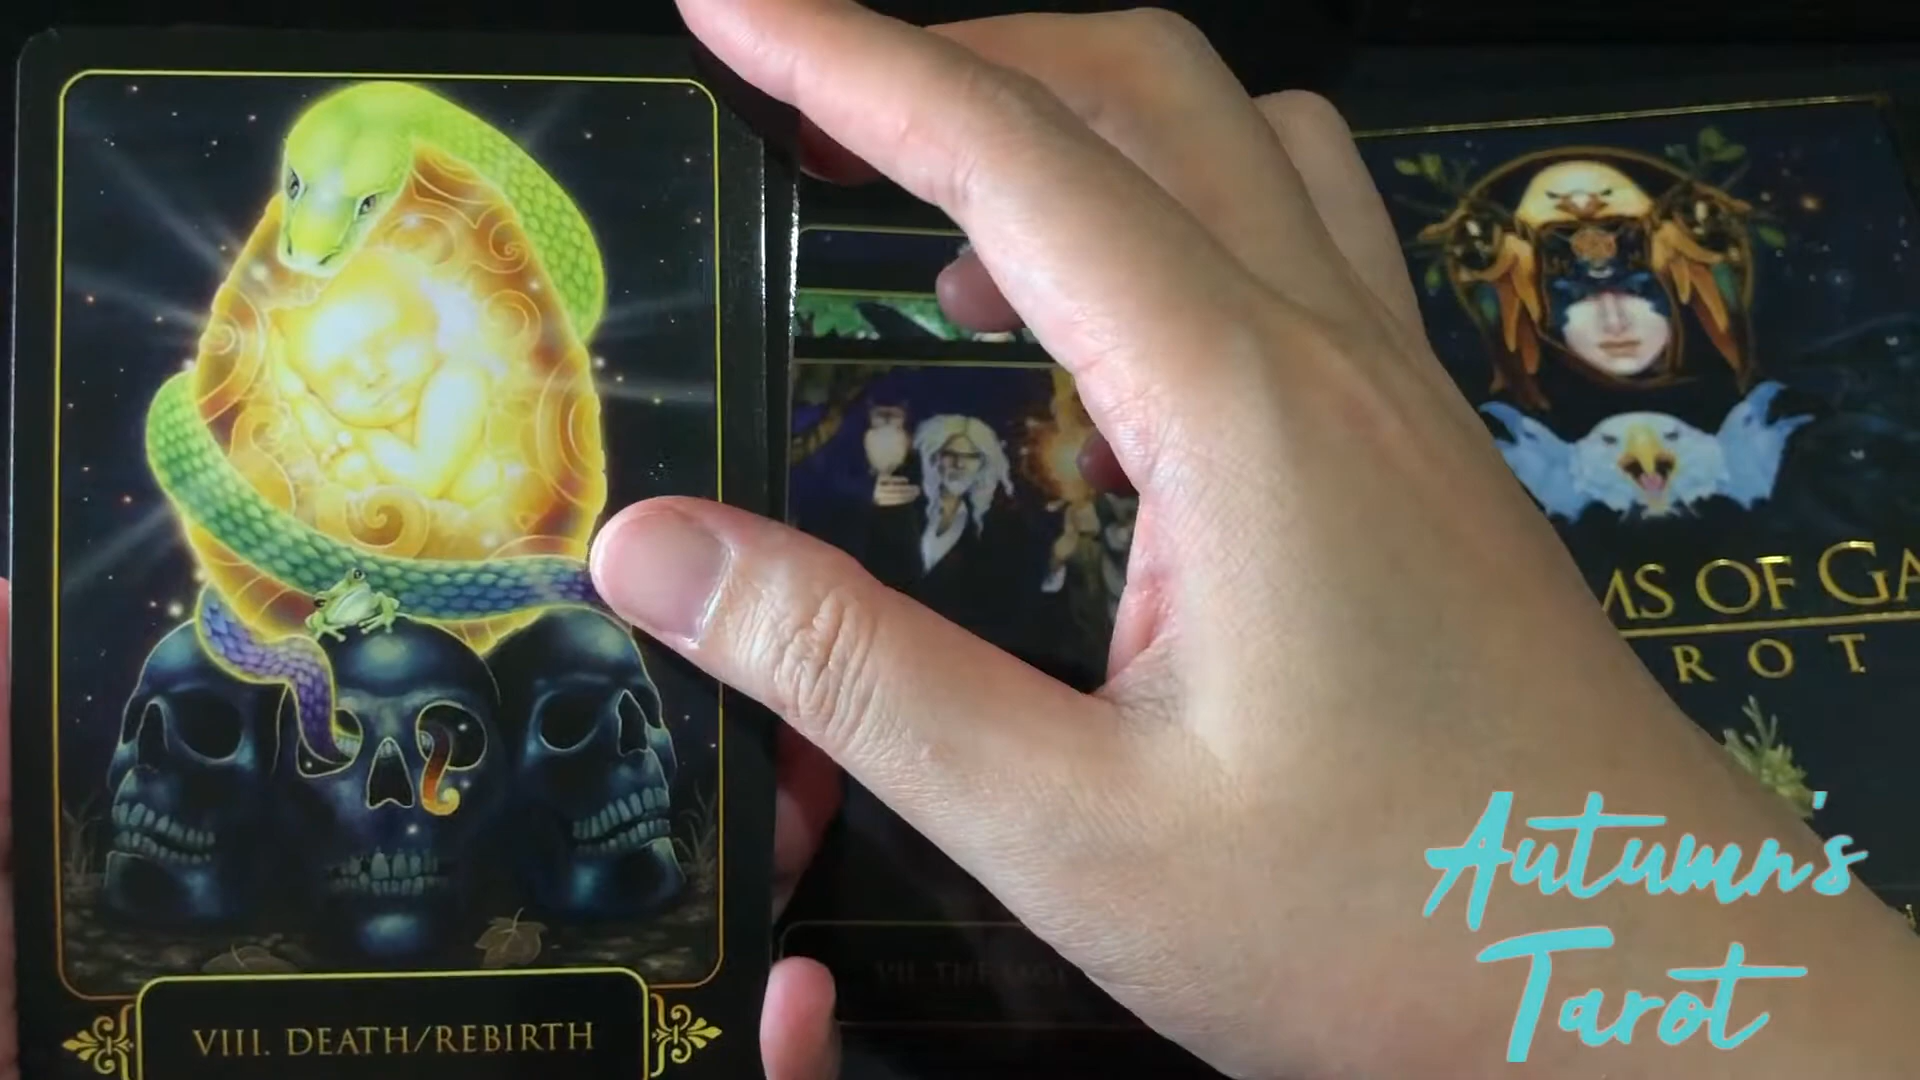 VIII. DEATH/REBIRTH
MS OF GA
ROT
Autumn's
Tarot